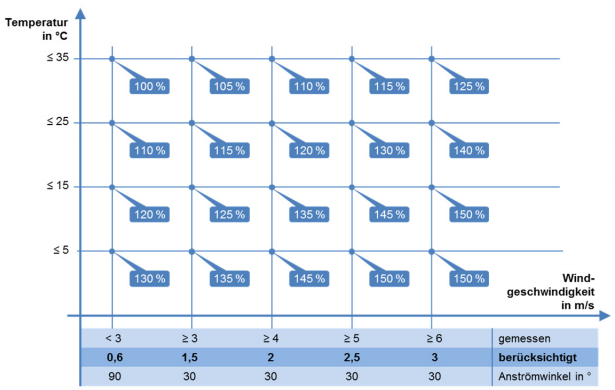 Temperatur
in °C
≤ 35
100 % 105 % 110 % 115 % 125 %
≤ 25
110 % 115 % 120 % 130 % 140 %
≤ 15
120 % 125 % 135 % 145 % 150 %
≤ 5
130 % 135 % 145 % 150 % 150 %
Wind-
geschwindigkeit
in m/s
< 3 ≥ 3 ≥ 4 ≥ 5 ≥ 6 gemessen
0,6 1,5 2 2,5 3 berücksichtigt
90 30 30 30 30 Anströmwinkel in °